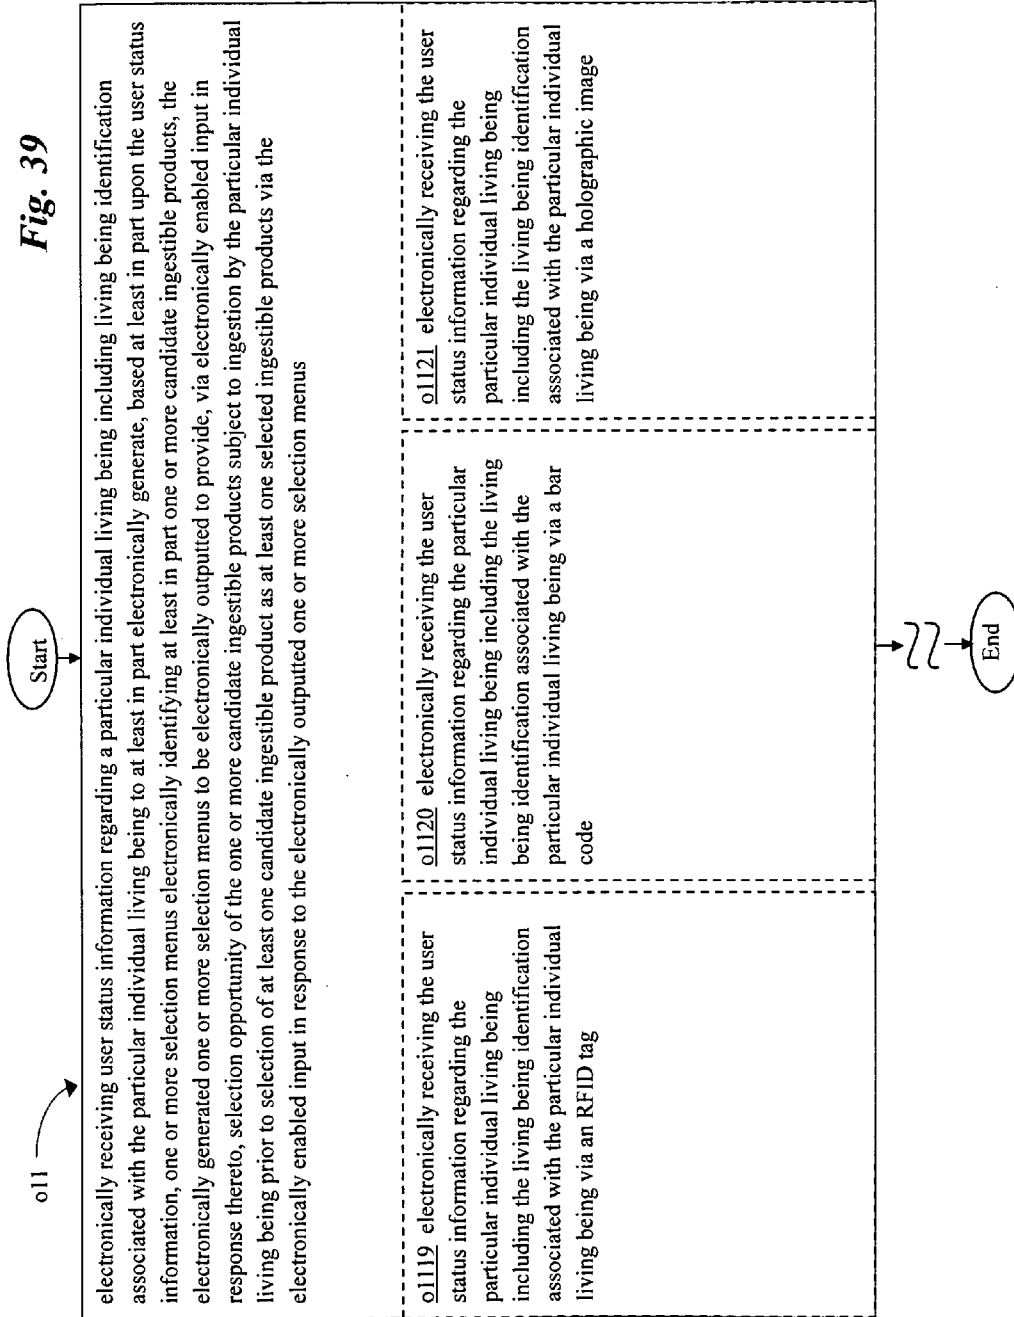 Fig. 39
Start
o11
electronically receiving user status information regarding a particular individual living being including living being identification
associated with the particular individual living being to at least in part electronically generate, based at least in part upon the user status
information, one or more selection menus electronically identifying at least in part one or more candidate ingestible products, the
electronically generated one or more selection menus to be electronically outputted to provide, via electronically enabled input in
response thereto, selection opportunity of the one or more candidate ingestible products subject to ingestion by the particular individual
living being prior to selection of at least one candidate ingestible product as at least one selected ingestible products via the
electronically enabled input in response to the electronically outputted one or more selection menus
o1119 electronically receiving the user
status information regarding the
particular individual living being
including the living being identification
associated with the particular individual
living being via an RFID tag
o1120 electronically receiving the user
status information regarding the particular
individual living being including the living
being identification associated with the
particular individual living being via a bar
code
o1121 electronically receiving the user
status information regarding the
particular individual living being
including the living being identification
associated with the particular individual
living being via a holographic image
End